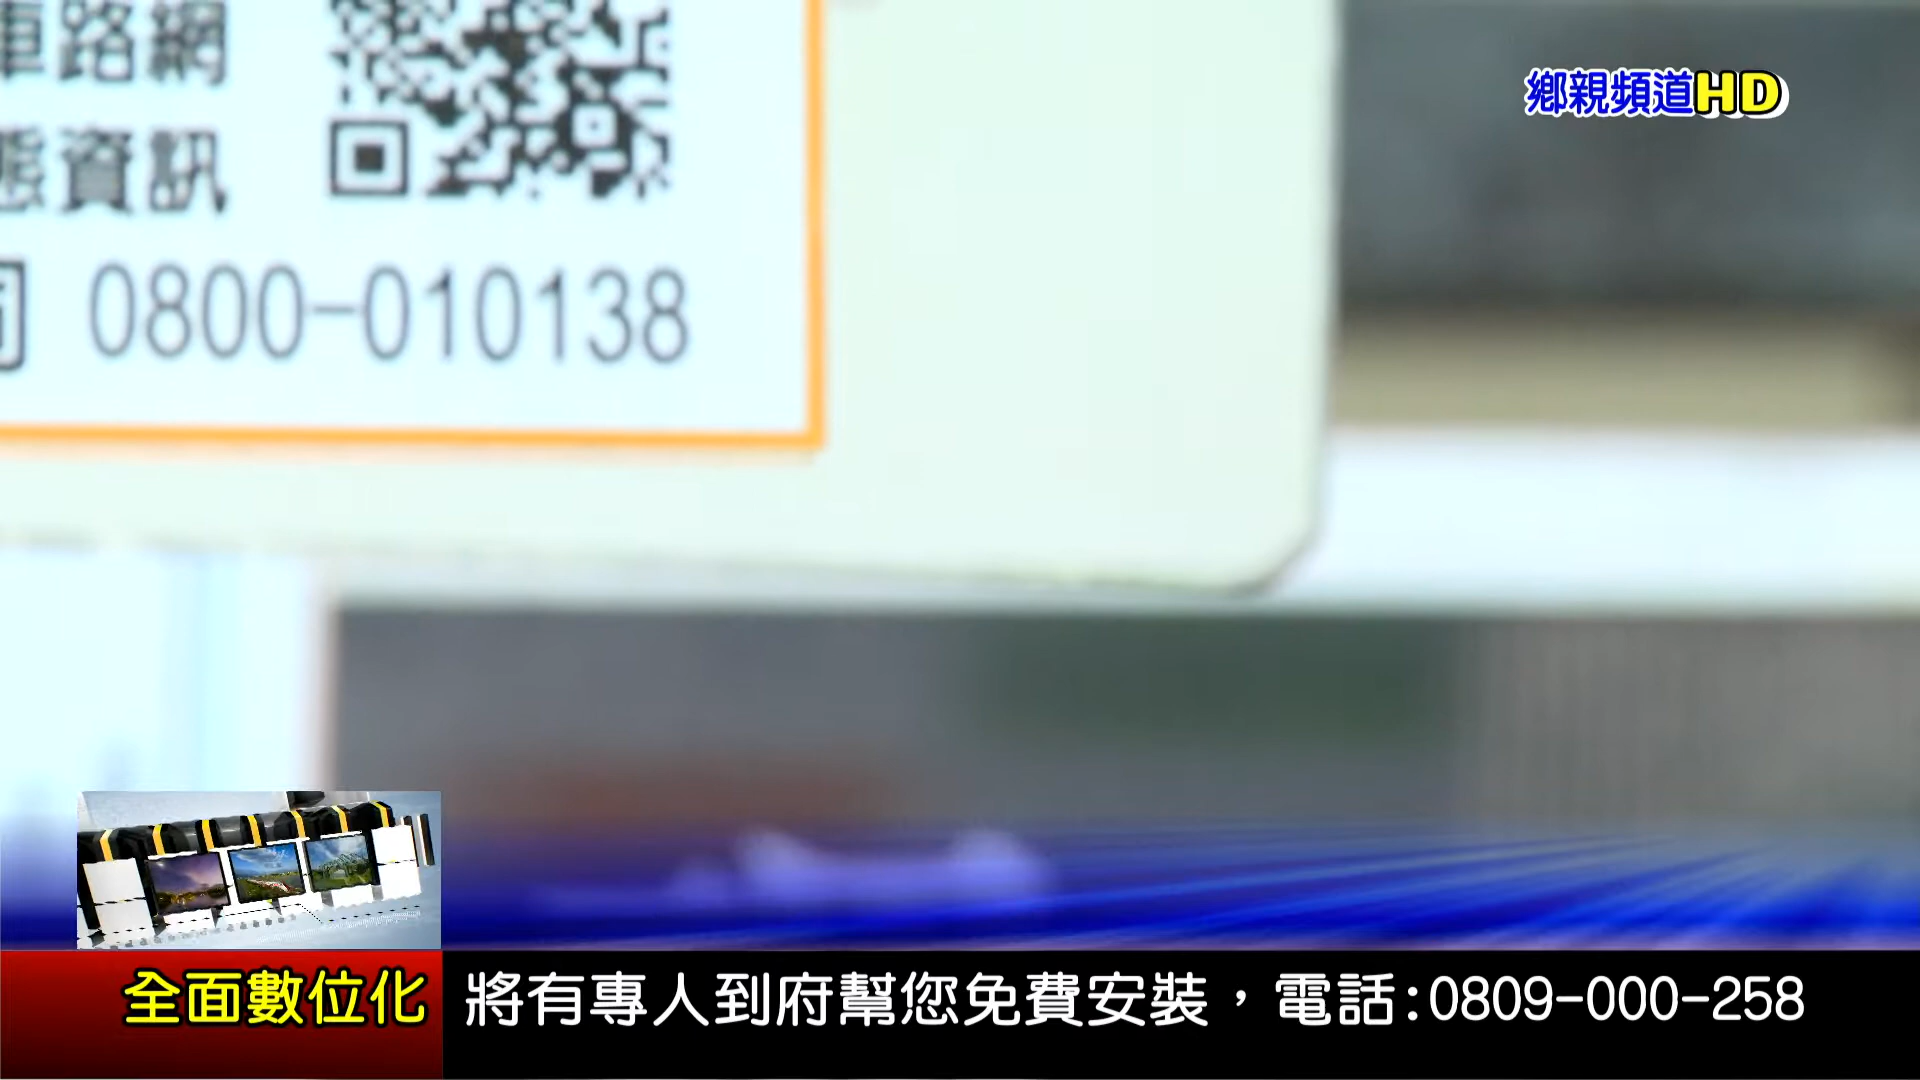 車路網
鄉親頻道HD
態資訊
司 0800-010138
全面數位化
將有專人到府幫您免費安裝，電話:0809-000-258